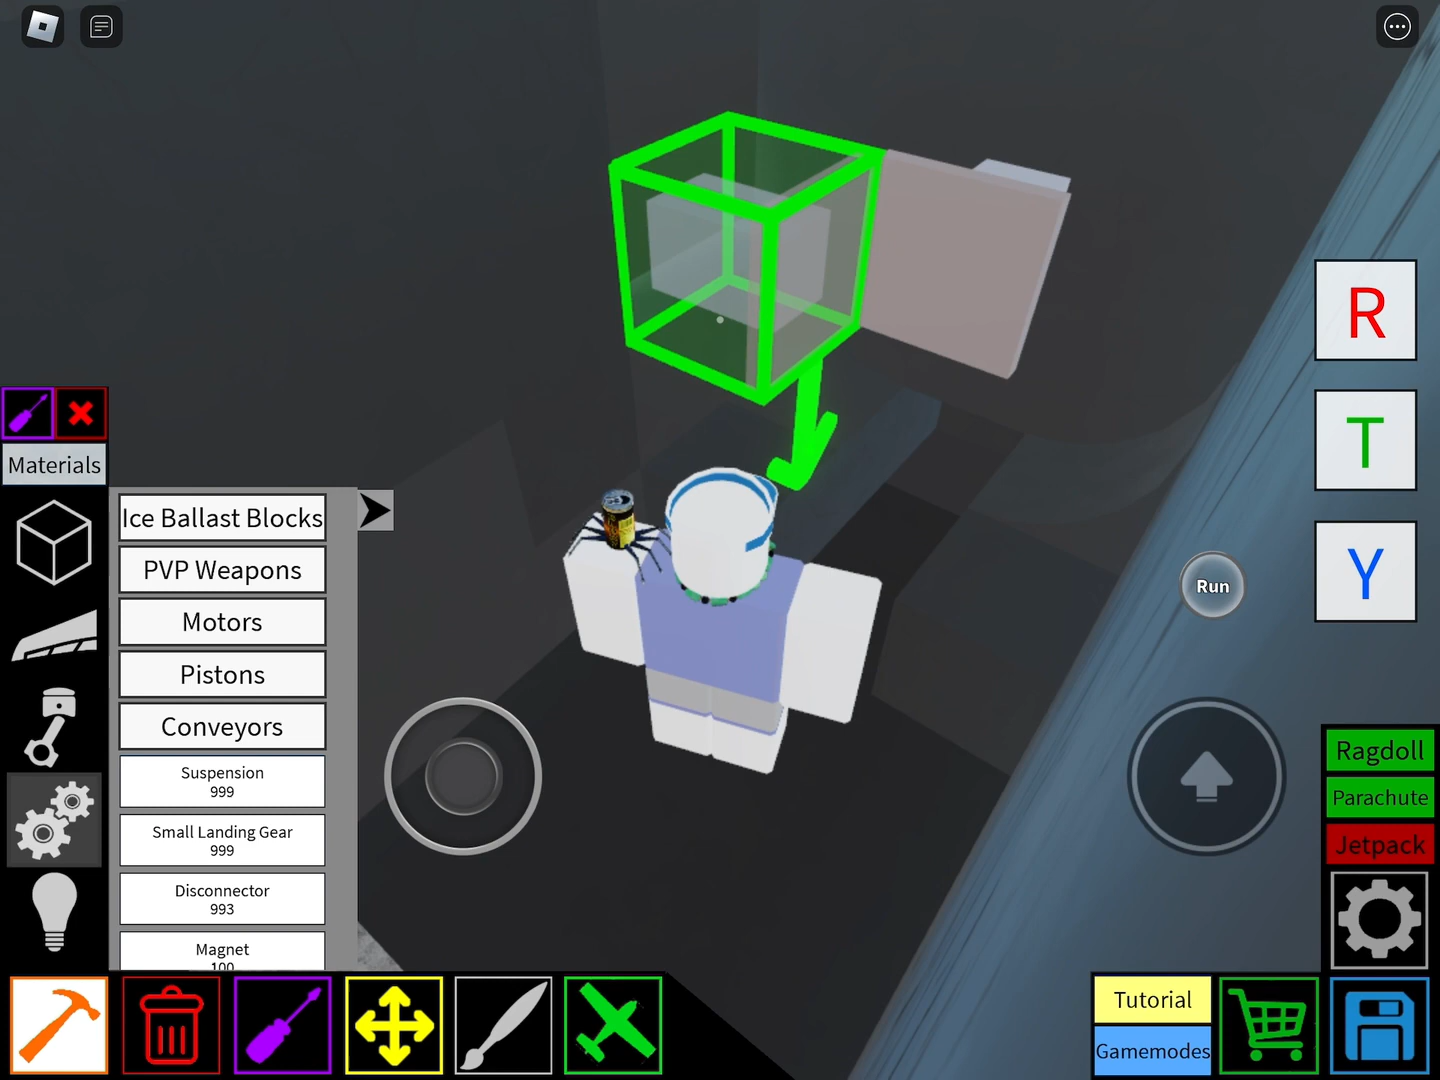 R
T
Y
Materials
Ice Ballast Blocks
PVP Weapons
Motors
Pistons
Conveyors
Suspension
999
Small Landing Gear
999
Disconnector
993
Magnet
100
Run
Ragdoll
Parachute
Jetpack
Tutorial
Gamemodes